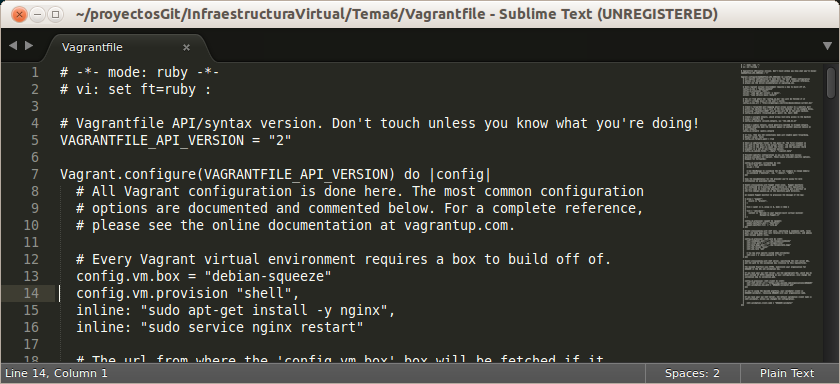 ~/proyectosGit/InfraestructuraVirtual/Tema6/Vagrantfile - Sublime Text (UNREGISTERED)
Vagrantfile
1 # -*- mode: ruby -*-
2 # vi: set ft=ruby :
3
4 # Vagrantfile API/syntax version. Don't touch unless you know what you're doing!
5 VAGRANTFILE_API_VERSION = "2"
6
7 Vagrant.configure(VAGRANTFILE_API_VERSION) do |config|
8 # All Vagrant configuration is done here. The most common configuration
9 # options are documented and commented below. For a complete reference,
10 # please see the online documentation at vagrantup.com.
11
12 # Every Vagrant virtual environment requires a box to build off of.
13 config.vm.box = "debian-squeeze"
14 config.vm.provision "shell",
15 inline: "sudo apt-get install -y nginx",
16 inline: "sudo service nginx restart"
17
18 # The url from where the 'config.vm.box' box will be fetched if it
Line 14, Column 1
Spaces: 2
Plain Text